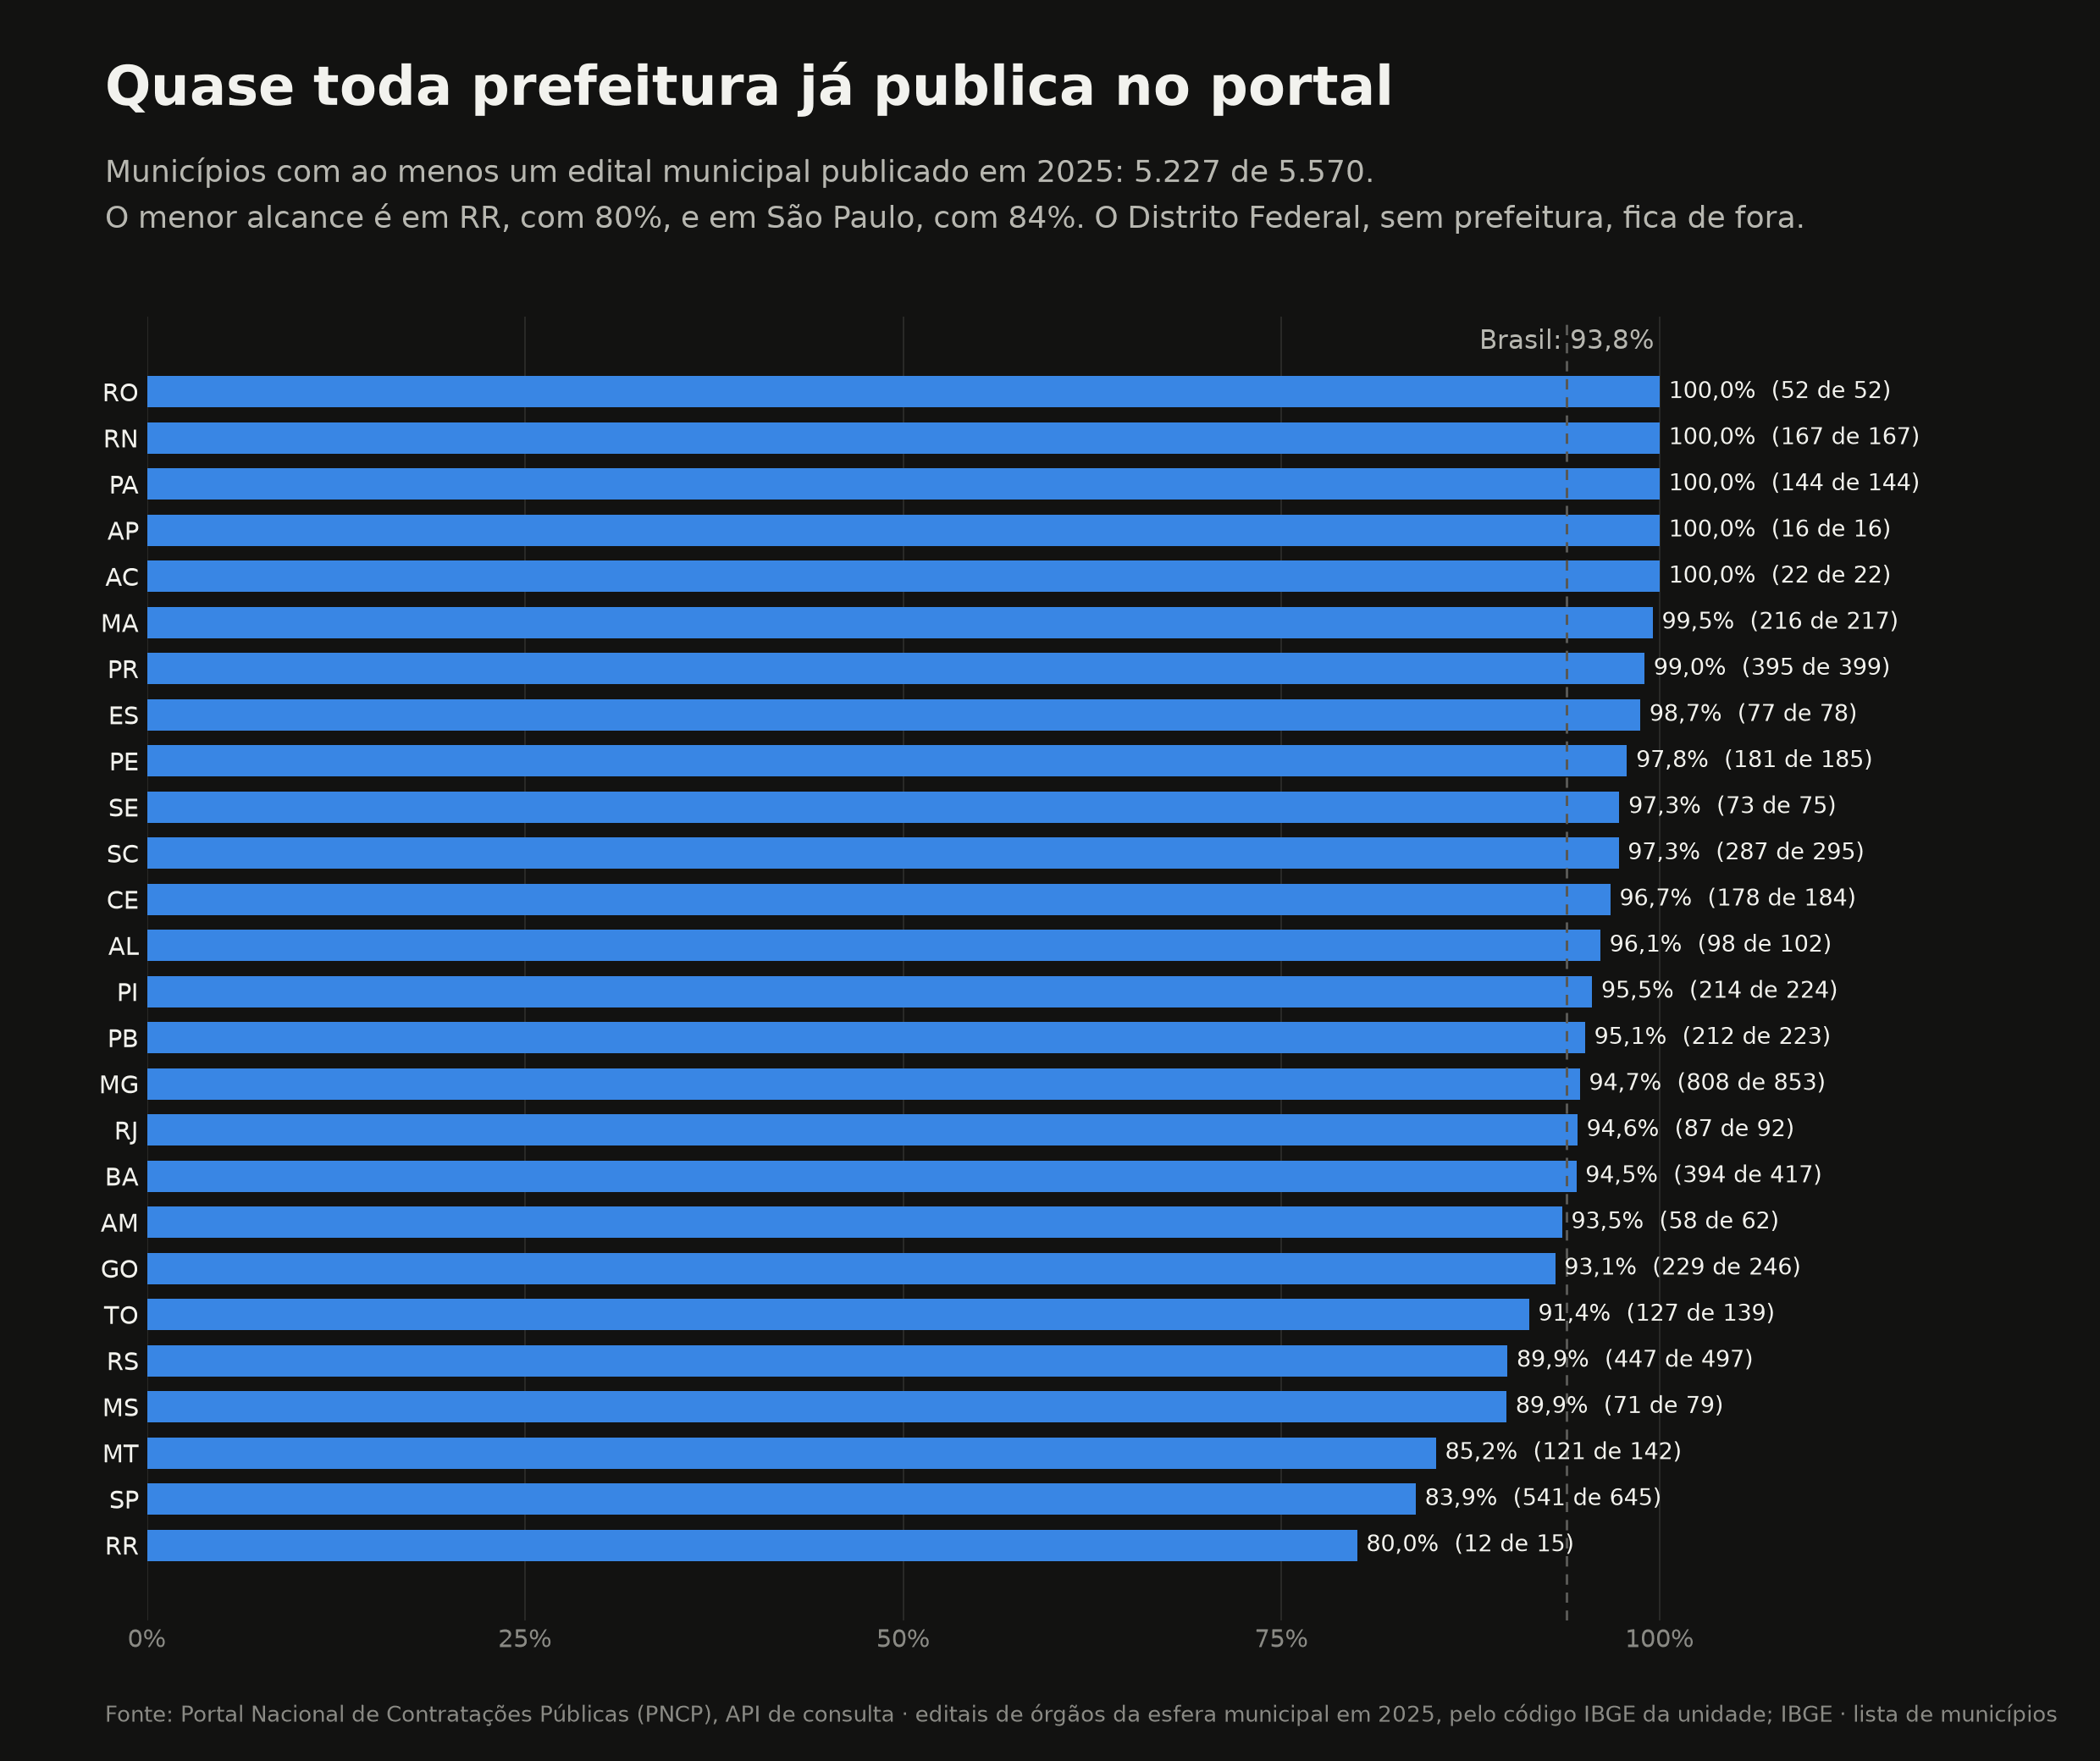 Quase toda prefeitura já publica no portal
Municípios com ao menos um edital municipal publicado em 2025: 5.227 de 5.570.
O menor alcance é em RR, com 80%, e em São Paulo, com 84%. O Distrito Federal, sem prefeitura, fica de fora.
Brasil: 93,8%
RO 100,0% (52 de 52)
RN 100,0% (167 de 167)
PA 100,0% (144 de 144)
AP 100,0% (16 de 16)
AC 100,0% (22 de 22)
MA 99,5% (216 de 217)
PR 99,0% (395 de 399)
ES 98,7% (77 de 78)
PE 97,8% (181 de 185)
SE 97,3% (73 de 75)
SC 97,3% (287 de 295)
CE 96,7% (178 de 184)
AL 96,1% (98 de 102)
PI 95,5% (214 de 224)
PB 95,1% (212 de 223)
MG 94,7% (808 de 853)
RJ 94,6% (87 de 92)
BA 94,5% (394 de 417)
AM 93,5% (58 de 62)
GO 93,1% (229 de 246)
TO 91,4% (127 de 139)
RS 89,9% (447 de 497)
MS 89,9% (71 de 79)
MT 85,2% (121 de 142)
SP 83,9% (541 de 645)
RR 80,0% (12 de 15)
0% 25% 50% 75% 100%
Fonte: Portal Nacional de Contratações Públicas (PNCP), API de consulta · editais de órgãos da esfera municipal em 2025, pelo código IBGE da unidade; IBGE · lista de municípios